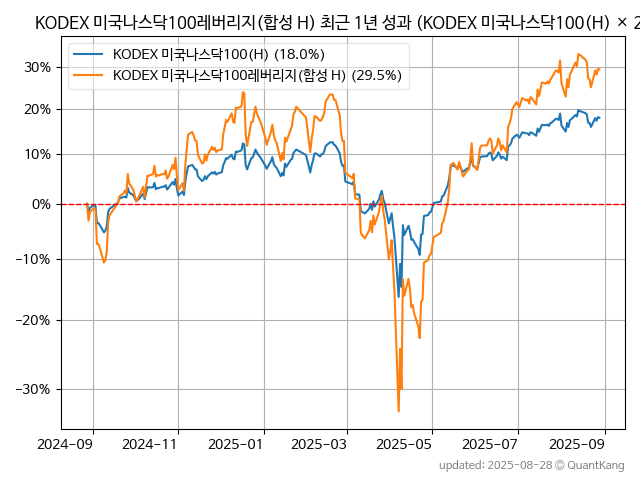 KODEX 미국나스닥100레버리지(합성 H) 최근 1년 성과 (KODEX 미국나스닥100(H) × 2
KODEX 미국나스닥100(H) (18.0%)
KODEX 미국나스닥100레버리지(합성 H) (29.5%)
30%
20%
10%
0%
−10%
−20%
−30%
2024-09 2024-11 2025-01 2025-03 2025-05 2025-07 2025-09
updated: 2025-08-28 ⓒ QuantKang